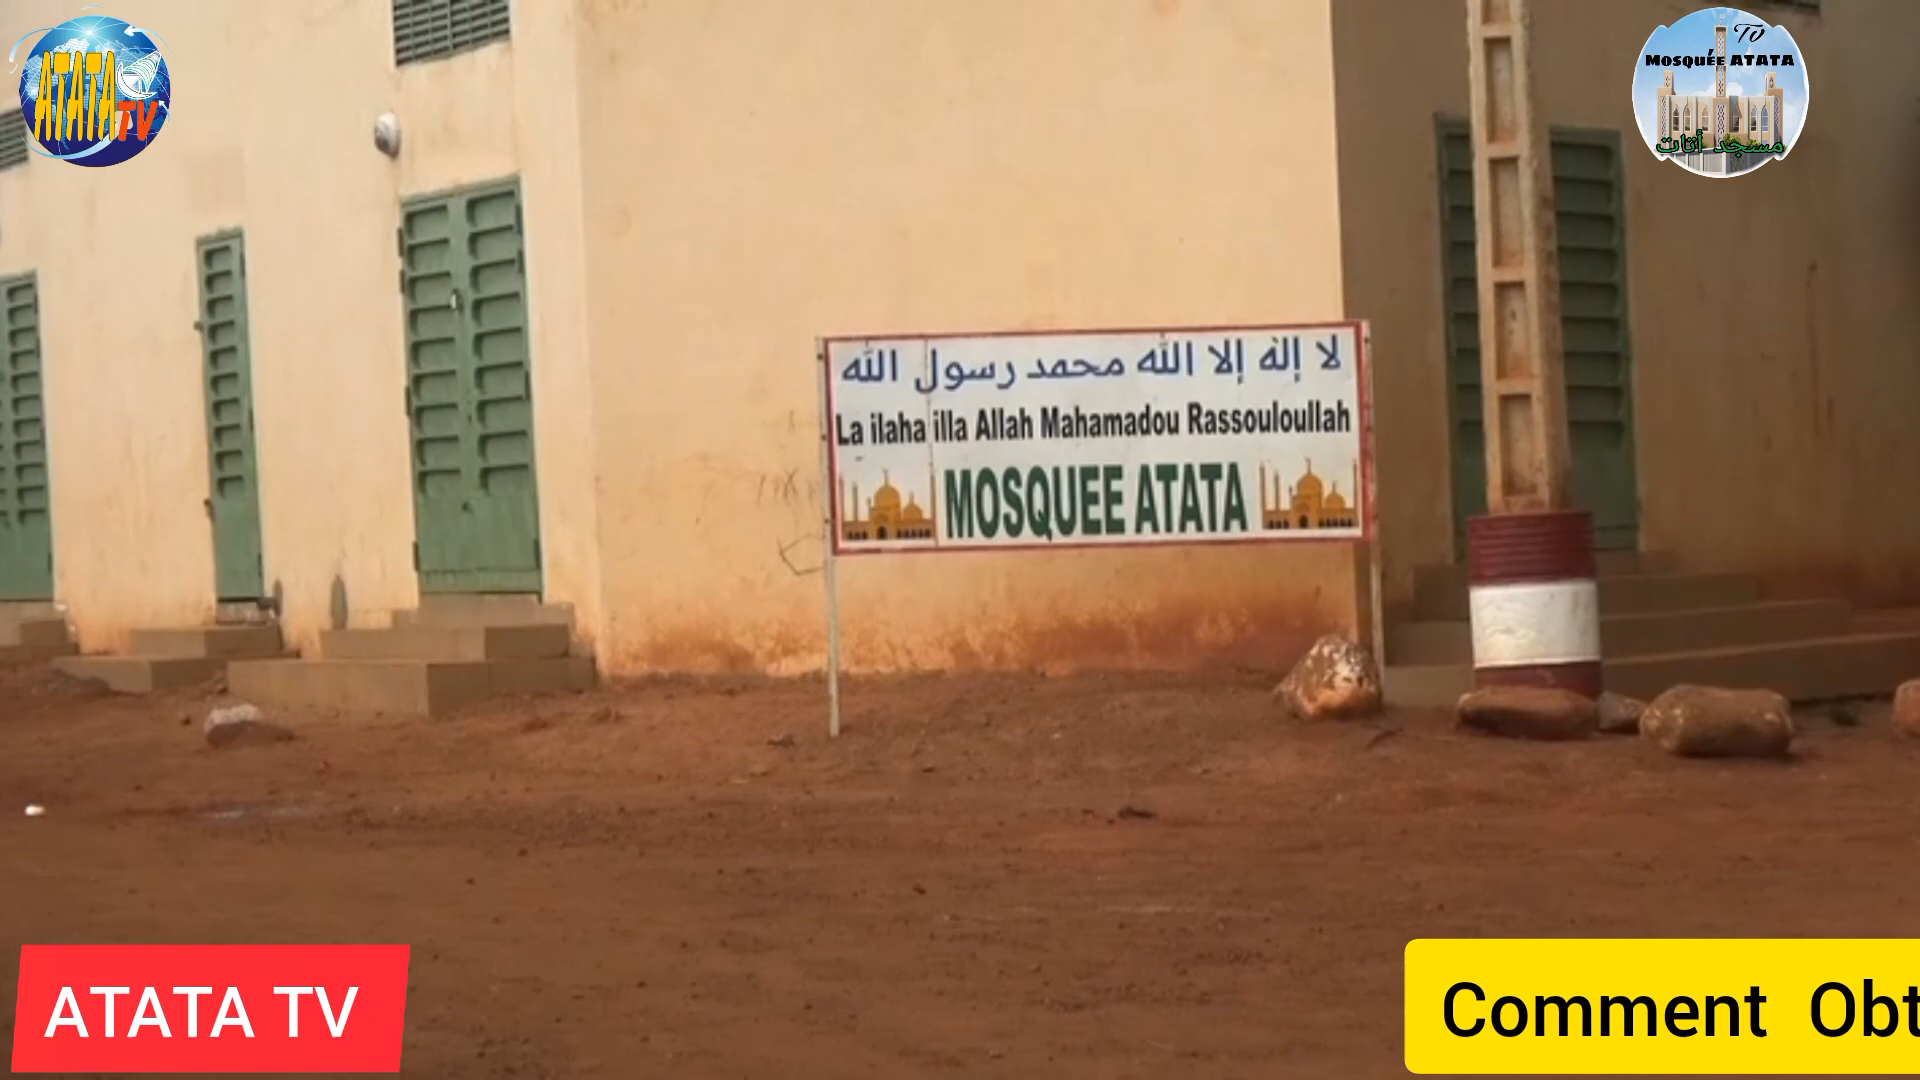 ATATA TV
Tv
Mosquée ATATA
مسجد أتات
لا إله إلا الله محمد رسول الله
La ilaha illa Allah Mahamadou Rassouloullah
MOSQUEE ATATA
ATATA TV
Comment Obt